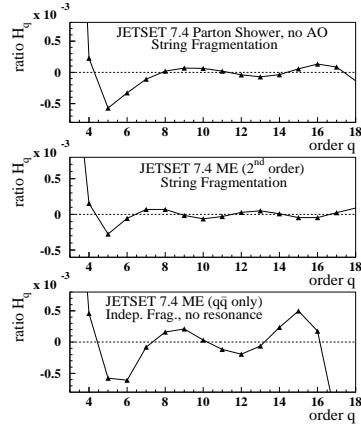 x 10 -3
ratio Hq
JETSET 7.4 Parton Shower, no AO
String Fragmentation
0.5
0
-0.5
4 6 8 10 12 14 16 18
order q
x 10 -3
ratio Hq
JETSET 7.4 ME (2nd order)
String Fragmentation
0.5
0
-0.5
4 6 8 10 12 14 16 18
order q
x 10 -3
ratio Hq
JETSET 7.4 ME (qq̄ only)
Indep. Frag., no resonance
0.5
0
-0.5
4 6 8 10 12 14 16 18
order q